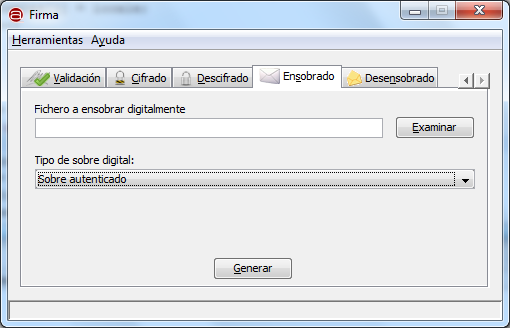 Firma
Herramientas Ayuda
Validación Cifrado Descifrado Ensobrado Desensobrado
Fichero a ensobrar digitalmente
Examinar
Tipo de sobre digital:
Sobre autenticado
Generar